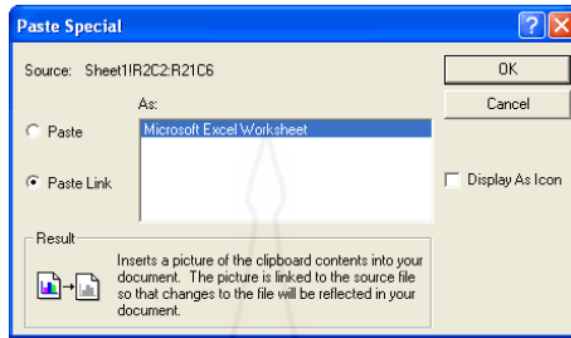 Paste Special
Source: Sheet1!R2C2:R21C6
OK
As:
Cancel
Paste
Microsoft Excel Worksheet
Paste Link
Display As Icon
Result
Inserts a picture of the clipboard contents into your
document. The picture is linked to the source file
so that changes to the file will be reflected in your
document.